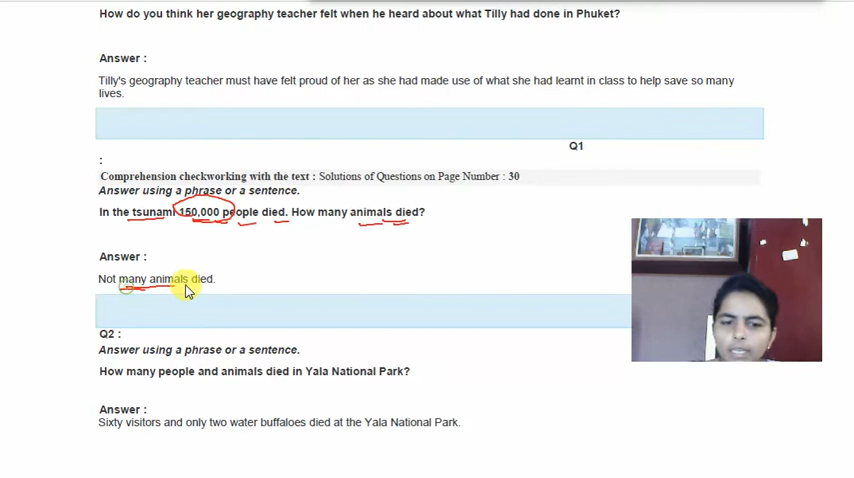 How do you think her geography teacher felt when he heard about what Tilly had done in Phuket?
Answer :
Tilly's geography teacher must have felt proud of her as she had made use of what she had learnt in class to help save so many
lives.
Q1
:
Comprehension checkworking with the text : Solutions of Questions on Page Number : 30
Answer using a phrase or a sentence.
In the tsunami 150,000 people died. How many animals died?
Answer :
Not many animals died.
Q2 :
Answer using a phrase or a sentence.
How many people and animals died in Yala National Park?
Answer :
Sixty visitors and only two water buffaloes died at the Yala National Park.